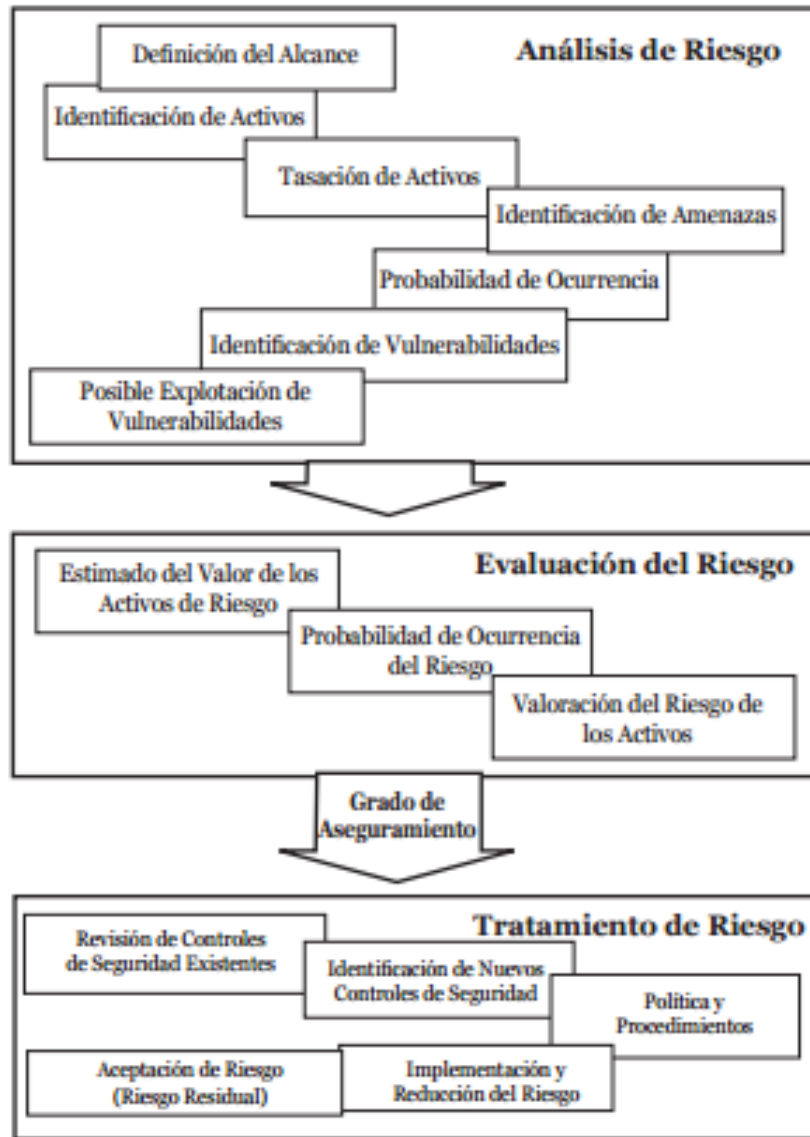 Análisis de Riesgo
Definición del Alcance
Identificación de Activos
Tasación de Activos
Identificación de Amenazas
Probabilidad de Ocurrencia
Identificación de Vulnerabilidades
Posible Explotación de
Vulnerabilidades
Evaluación del Riesgo
Estimado del Valor de los
Activos de Riesgo
Probabilidad de Ocurrencia
del Riesgo
Valoración del Riesgo de
los Activos
Grado de
Aseguramiento
Tratamiento de Riesgo
Revisión de Controles
de Seguridad Existentes
Identificación de Nuevos
Controles de Seguridad
Política y
Procedimientos
Implementación y
Reducción del Riesgo
Aceptación de Riesgo
(Riesgo Residual)